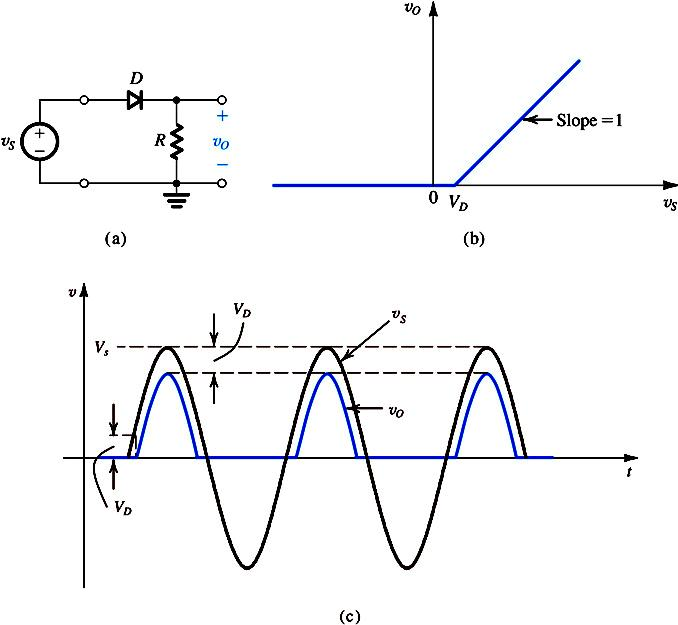 D
v_S
+
−
R
+
v_O
−
(a)
v_O
Slope = 1
0
V_D
v_S
(b)
v
V_D
v_S
V_s
v_O
t
V_D
(c)